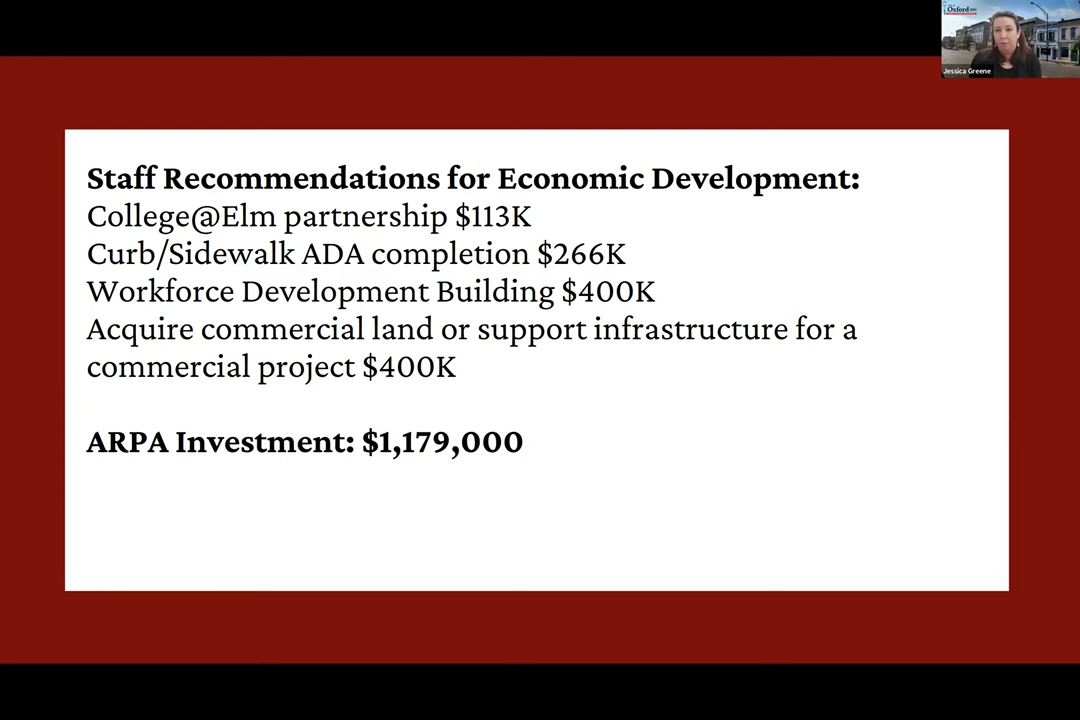 Oxford
Jessica Greene
Staff Recommendations for Economic Development:
College@Elm partnership $113K
Curb/Sidewalk ADA completion $266K
Workforce Development Building $400K
Acquire commercial land or support infrastructure for a
commercial project $400K
ARPA Investment: $1,179,000